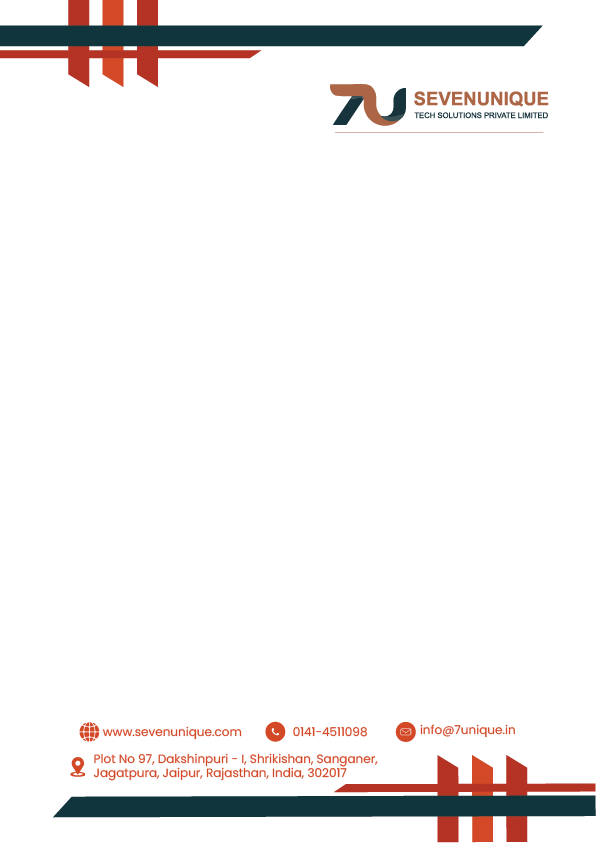 7U SEVENUNIQUE
TECH SOLUTIONS PRIVATE LIMITED
www.sevenunique.com 0141-4511098 info@7unique.in
Plot No 97, Dakshinpuri - I, Shrikishan, Sanganer,
Jagatpura, Jaipur, Rajasthan, India, 302017